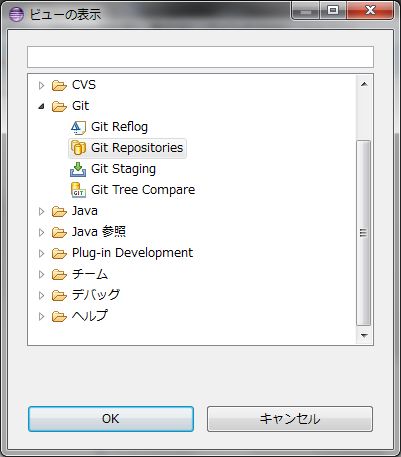 ビューの表示
CVS
Git
Git Reflog
Git Repositories
Git Staging
GIT Git Tree Compare
Java
Java 参照
Plug-in Development
チーム
デバッグ
ヘルプ
OK
キャンセル